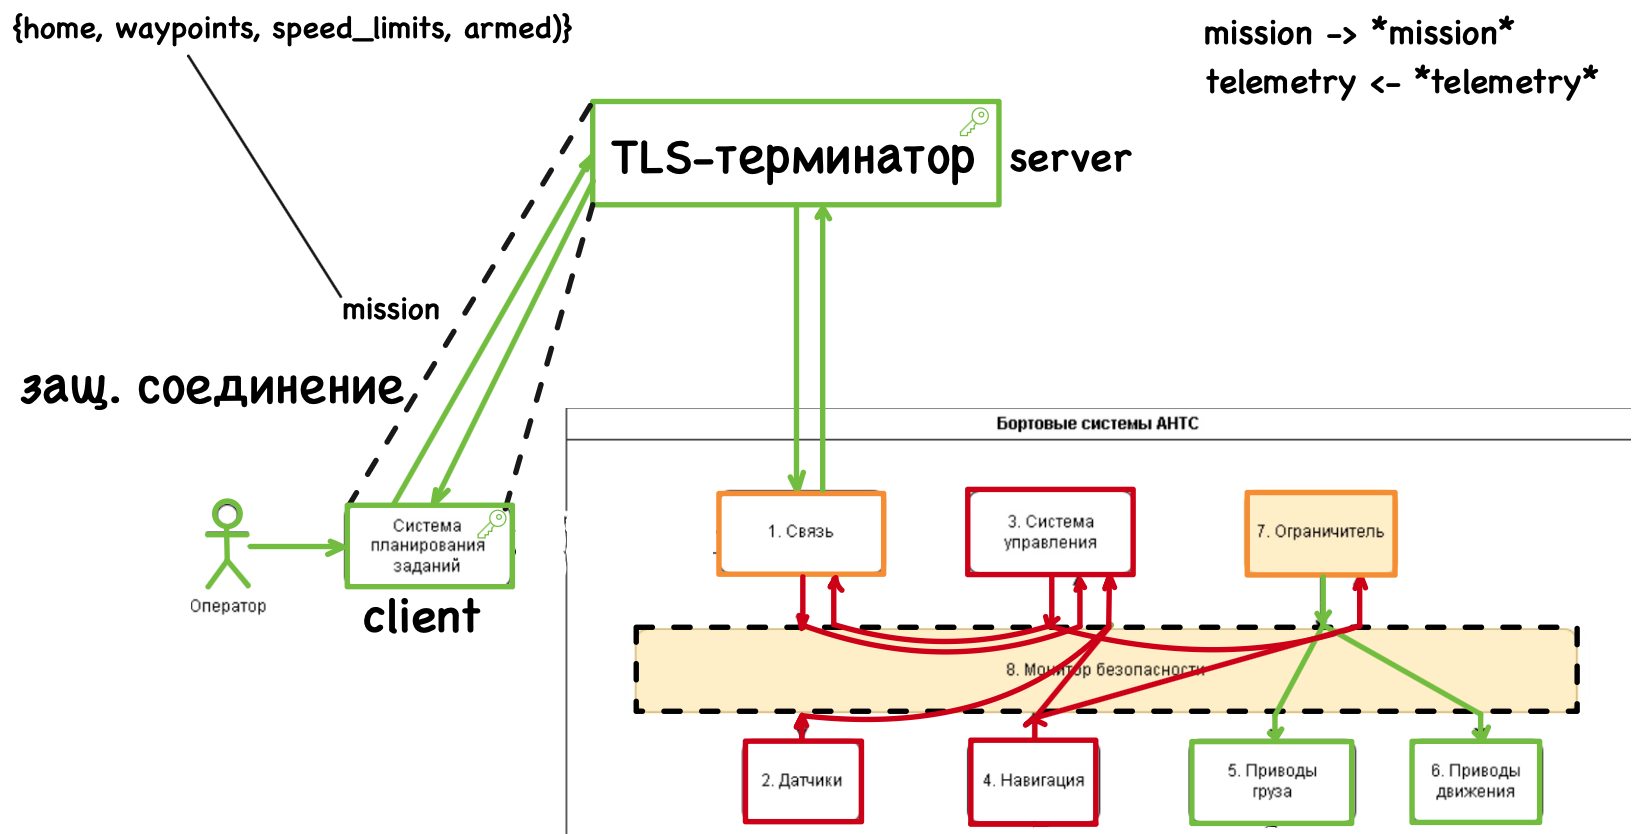 {home, waypoints, speed_limits, armed)}
mission -> *mission*
telemetry <- *telemetry*
TLS-терминатор
server
mission
защ. соединение
Бортовые системы АНТС
Система
планирования
заданий
Оператор
client
1. Связь
3. Система
управления
7. Ограничитель
8. Монитор безопасности
2. Датчики
4. Навигация
5. Приводы
груза
6. Приводы
движения